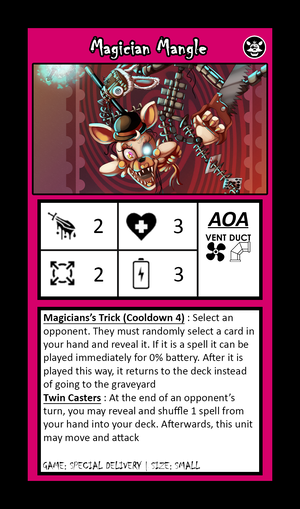 Magician Mangle
2
3
AOA
VENT DUCT
2
3
Magicians's Trick (Cooldown 4) : Select an
opponent. They must randomly select a card in
your hand and reveal it. If it is a spell it can be
played immediately for 0% battery. After it is
played this way, it returns to the deck instead
of going to the graveyard
Twin Casters : At the end of an opponent's
turn, you may reveal and shuffle 1 spell from
your hand into your deck. Afterwards, this unit
may move and attack
GAME: SPECIAL DELIVERY | SIZE: SMALL